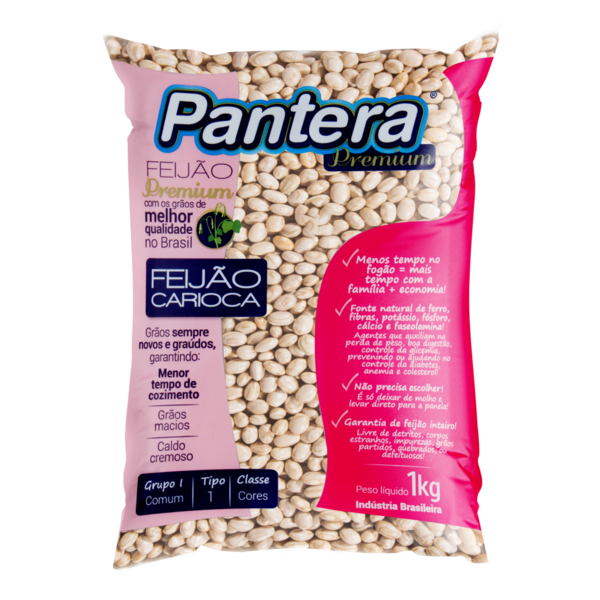 Pantera®
Premium
FEIJÃO
Premium
com os grãos de
melhor
qualidade
no Brasil
FEIJÃO
CARIOCA
Grãos sempre
novos e graúdos,
garantindo:
Menor
tempo de
cozimento
Grãos
macios
Caldo
cremoso
Grupo I Tipo Classe
Comum 1 Cores
Menos tempo no
fogão = mais
tempo com a
família + economia!
Fonte natural de ferro,
fibras, potássio, fósforo,
cálcio e faseolamina!
Agentes que auxiliam na
perda de peso, boa digestão,
controle da glicemia,
prevenindo ou ajudando no
controle da diabetes,
anemia e colesterol!
Não precisa escolher!
É só deixar de molho e
levar direto para a panela!
Garantia de feijão inteiro!
Livre de detritos, corpos
estranhos, impurezas, grãos
partidos, quebrados, ou
defeituosos!
Peso líquido 1kg
Indústria Brasileira